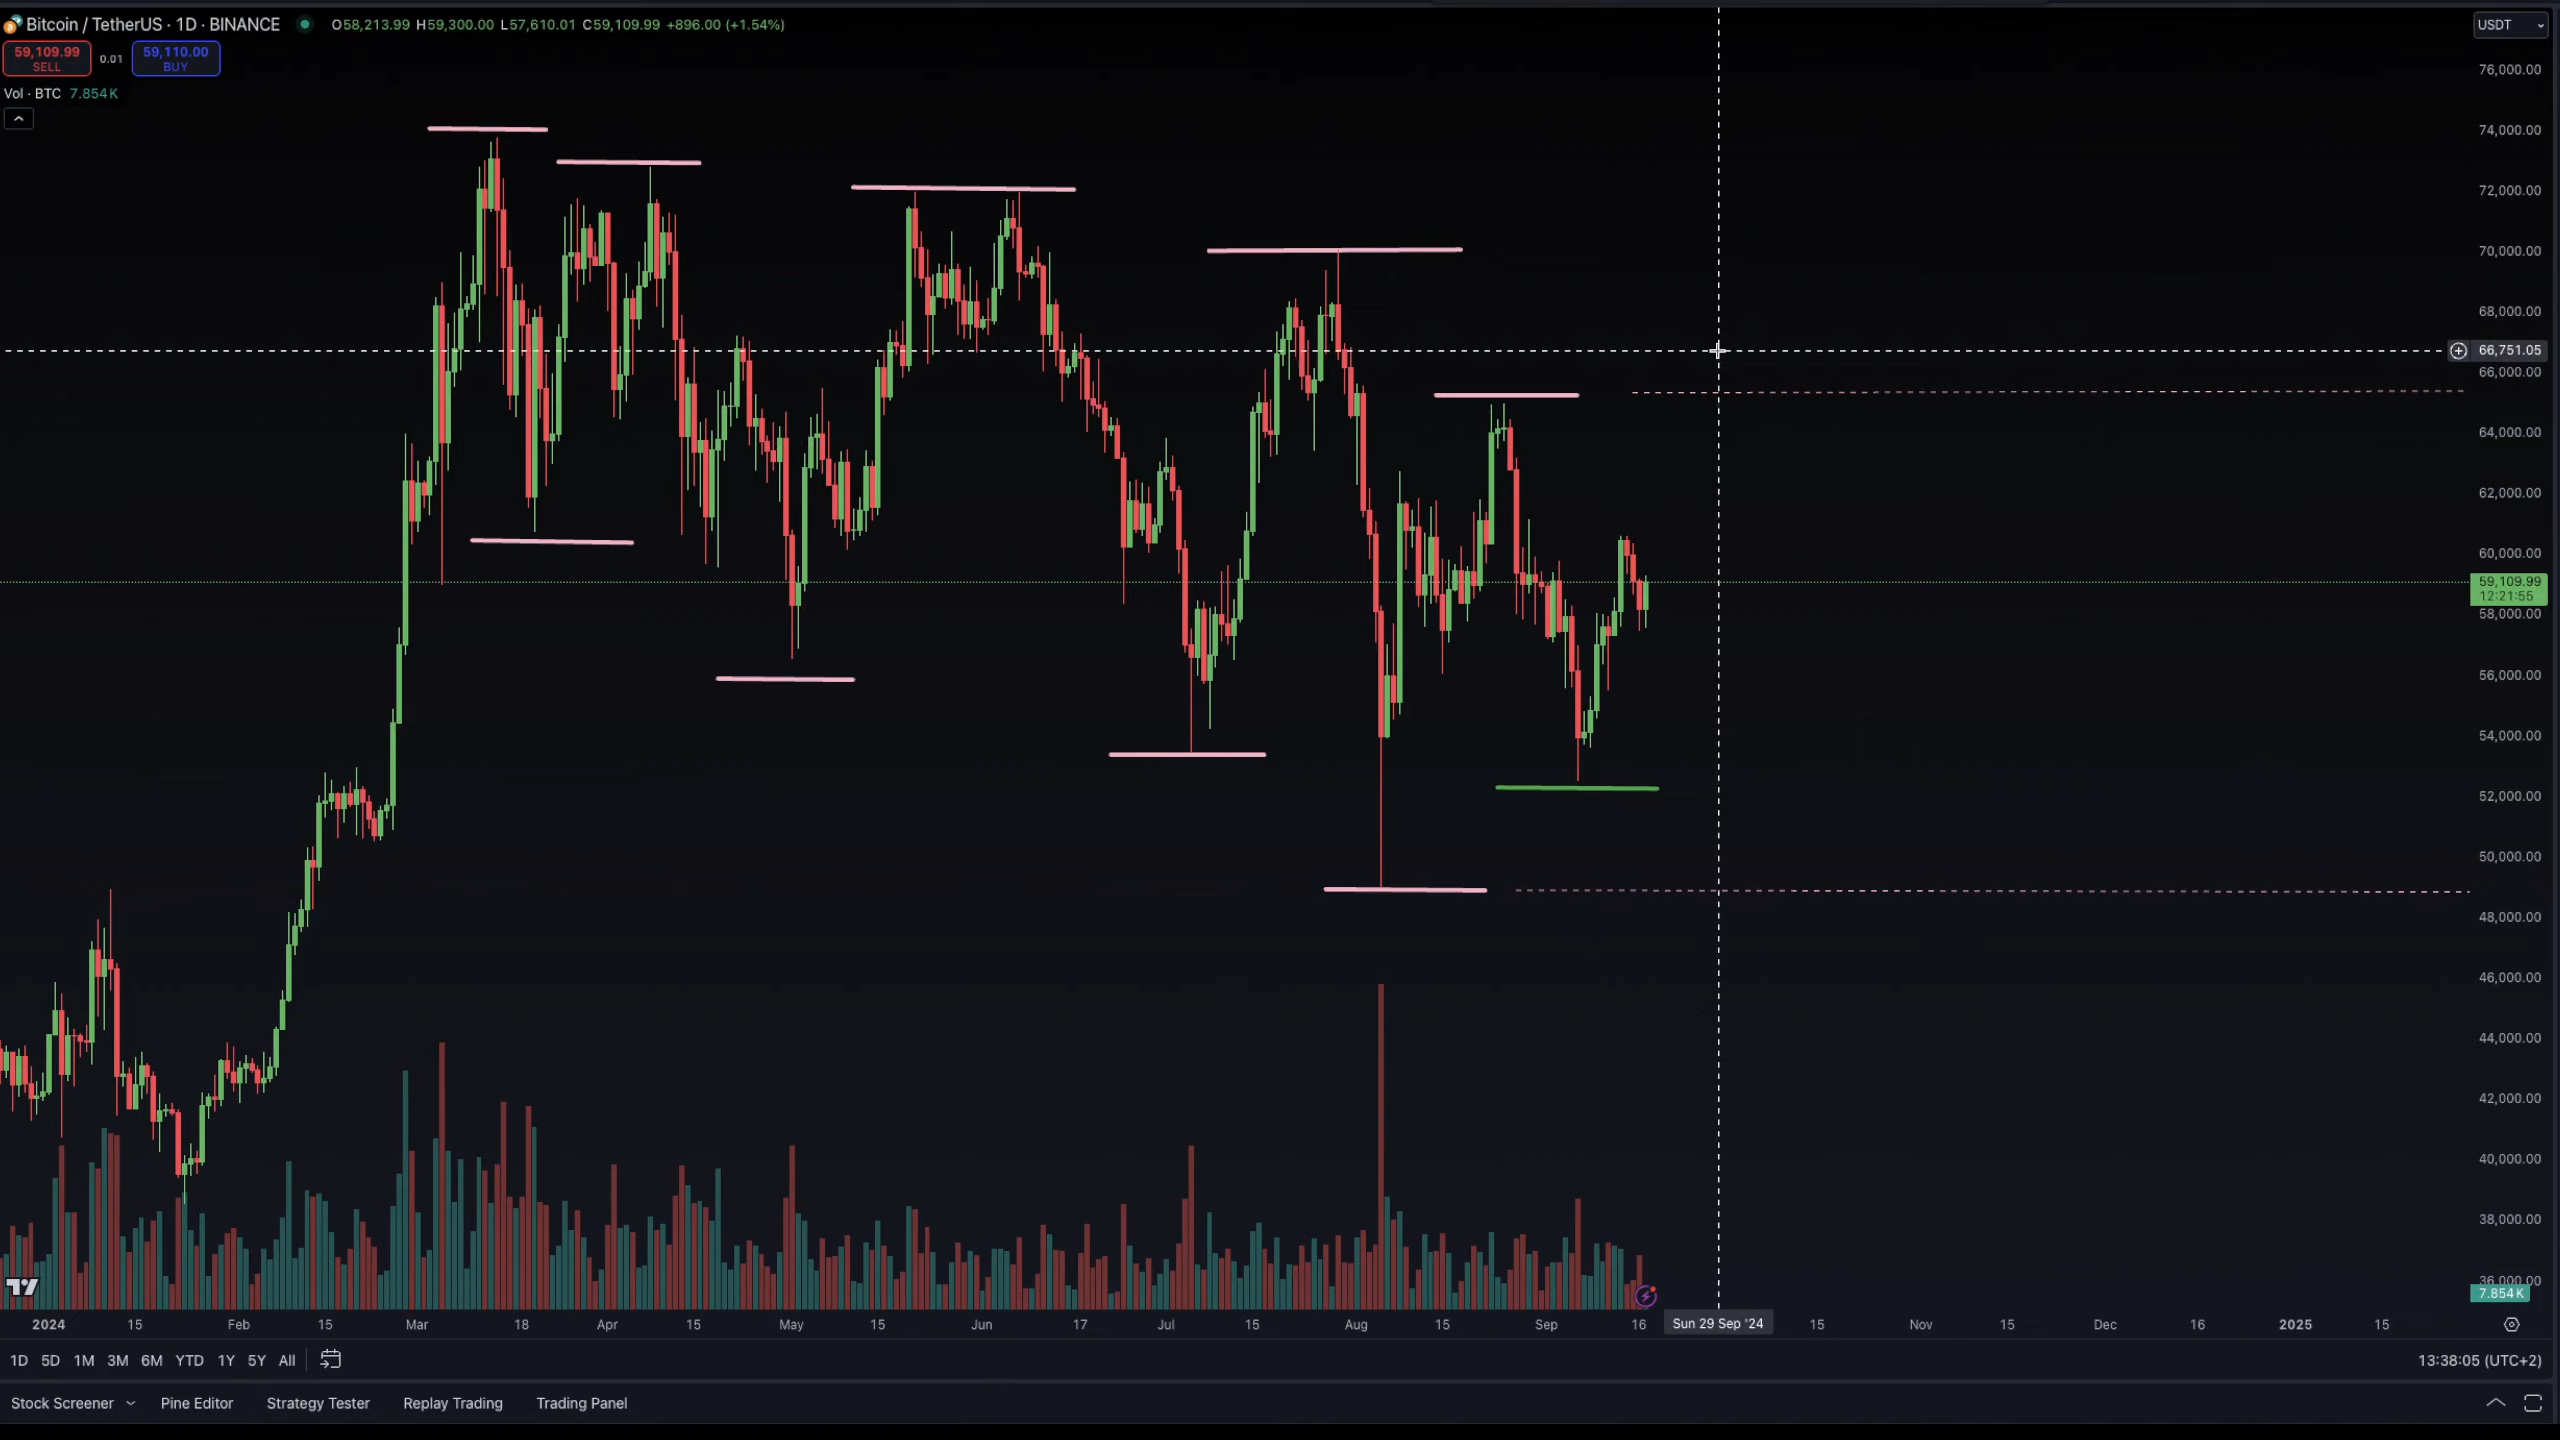 Bitcoin / TetherUS · 1D · BINANCE O58,213.99 H59,300.00 L57,610.01 C59,109.99 +896.00 (+1.54%)
USDT
59,109.99
SELL
0.01
59,110.00
BUY
Vol · BTC 7.854K
76,000.00
74,000.00
72,000.00
70,000.00
68,000.00
66,751.05
66,000.00
64,000.00
62,000.00
60,000.00
59,109.99
12:21:55
58,000.00
56,000.00
54,000.00
52,000.00
50,000.00
48,000.00
46,000.00
44,000.00
42,000.00
40,000.00
38,000.00
36,000.00
7.854K
2024 15 Feb 15 Mar 18 Apr 15 May 15 Jun 17 Jul 15 Aug 15 Sep 16 Sun 29 Sep '24 15 Nov 15 Dec 16 2025 15
1D 5D 1M 3M 6M YTD 1Y 5Y All
13:38:05 (UTC+2)
Stock Screener Pine Editor Strategy Tester Replay Trading Trading Panel